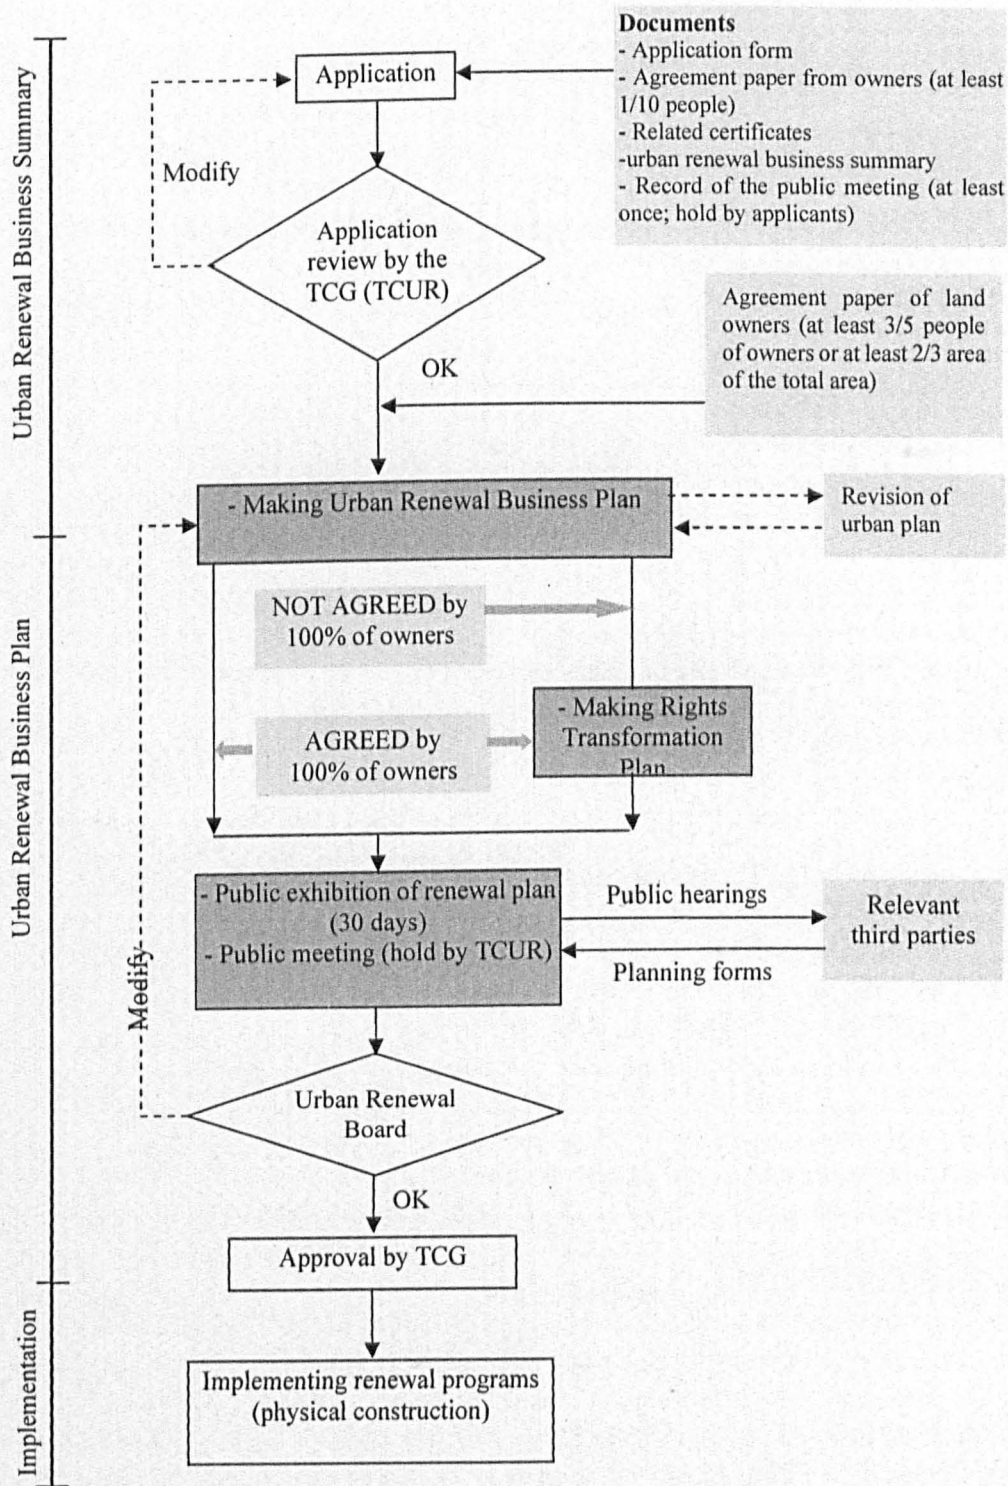 Documents
- Application form
- Agreement paper from owners (at least
1/10 people)
- Related certificates
-urban renewal business summary
- Record of the public meeting (at least
once; hold by applicants)
Urban Renewal Business Summary
Application
Modify
Application
review by the
TCG (TCUR)
OK
Agreement paper of land
owners (at least 3/5 people
of owners or at least 2/3 area
of the total area)
- Making Urban Renewal Business Plan
Revision of
urban plan
Urban Renewal Business Plan
NOT AGREED by
100% of owners
AGREED by
100% of owners
- Making Rights
Transformation
Plan
- Public exhibition of renewal plan
(30 days)
- Public meeting (hold by TCUR)
Public hearings
Planning forms
Relevant
third parties
Modify
Urban Renewal
Board
OK
Approval by TCG
Implementation
Implementing renewal programs
(physical construction)